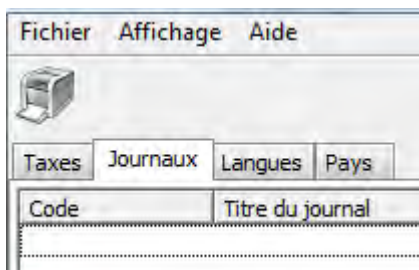 Fichier Affichage Aide
Taxes Journaux Langues Pays
Code Titre du journal